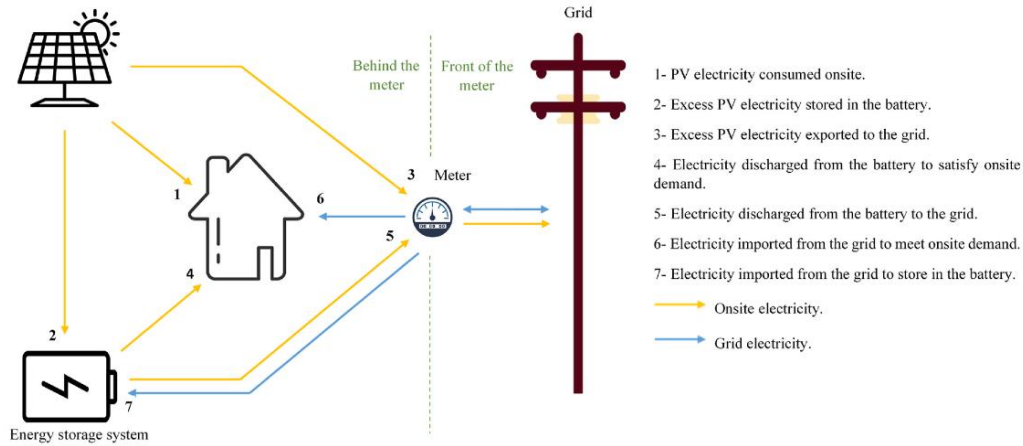 Grid
Behind the
meter
Front of the
meter
1- PV electricity consumed onsite.
2- Excess PV electricity stored in the battery.
3- Excess PV electricity exported to the grid.
4- Electricity discharged from the battery to satisfy onsite
demand.
5- Electricity discharged from the battery to the grid.
6- Electricity imported from the grid to meet onsite demand.
7- Electricity imported from the grid to store in the battery.
Onsite electricity.
Grid electricity.
3
Meter
1
6
5
4
2
7
Energy storage system